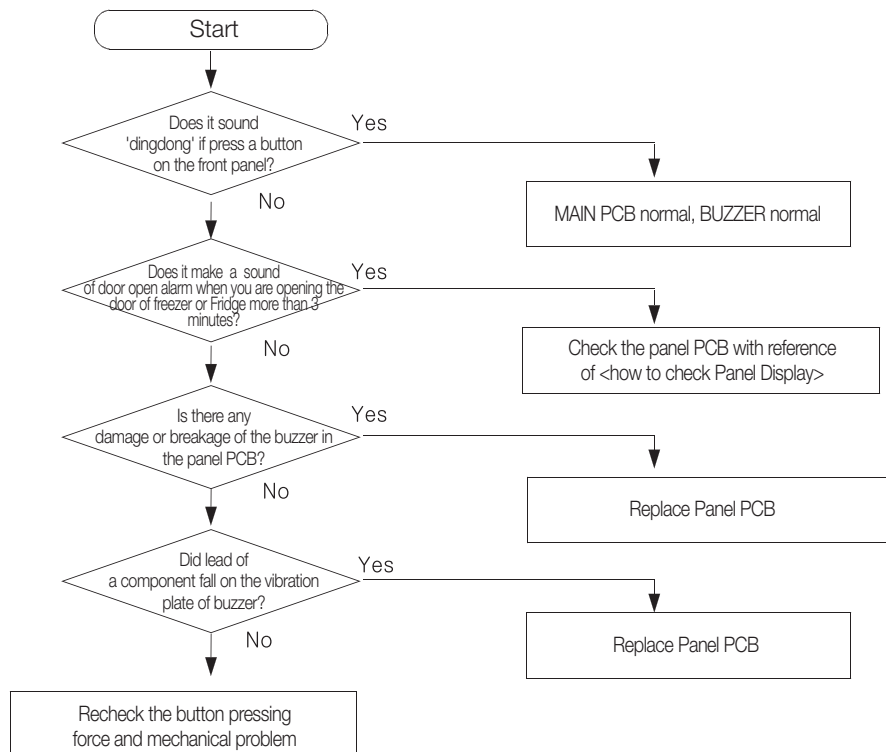 Start
Does it sound
'dingdong' if press a button
on the front panel?
Yes
No
MAIN PCB normal, BUZZER normal
Does it make a sound
of door open alarm when you are opening the
door of freezer or Fridge more than 3
minutes?
Yes
No
Check the panel PCB with reference
of <how to check Panel Display>
Is there any
damage or breakage of the buzzer in
the panel PCB?
Yes
No
Replace Panel PCB
Did lead of
a component fall on the vibration
plate of buzzer?
Yes
No
Replace Panel PCB
Recheck the button pressing
force and mechanical problem